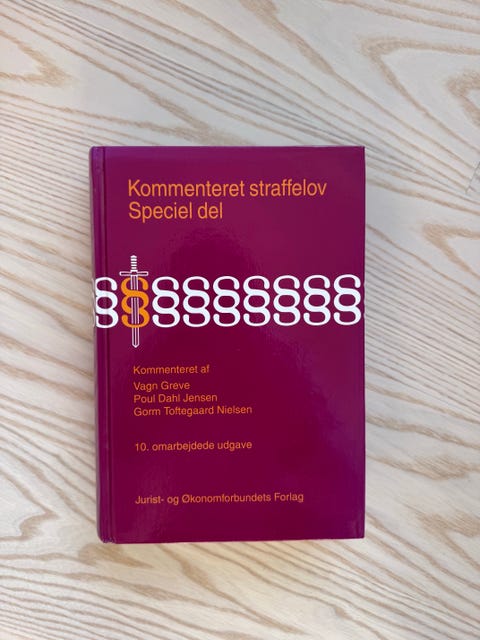 Kommenteret straffelov
Speciel del
§§§§§§§§§
Kommenteret af
Vagn Greve
Poul Dahl Jensen
Gorm Toftegaard Nielsen
10. omarbejdede udgave
Jurist- og Økonomforbundets Forlag